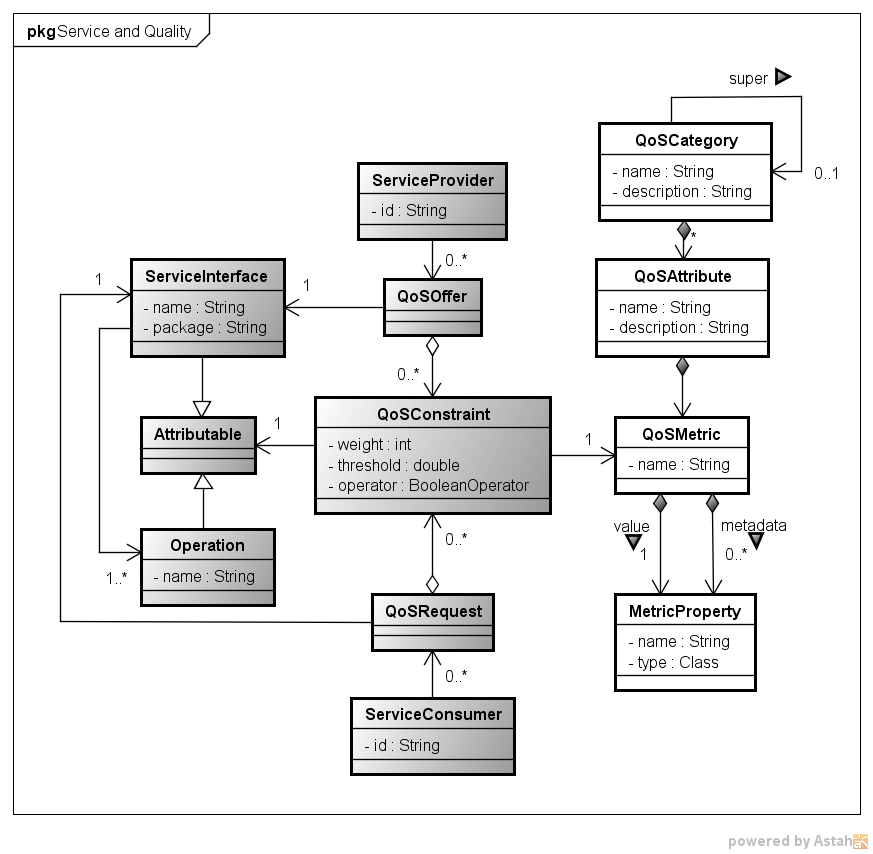 pkg Service and Quality
super
QoSCategory
- name : String
- description : String
0..1
*
ServiceProvider
- id : String
0..*
QoSAttribute
- name : String
- description : String
1
ServiceInterface
- name : String
- package : String
1
QoSOffer
0..*
QoSConstraint
- weight : int
- threshold : double
- operator : BooleanOperator
1
Attributable
1
QoSMetric
- name : String
value
1
metadata
0..*
0..*
Operation
- name : String
1..*
QoSRequest
MetricProperty
- name : String
- type : Class
0..*
ServiceConsumer
- id : String
powered by Astah